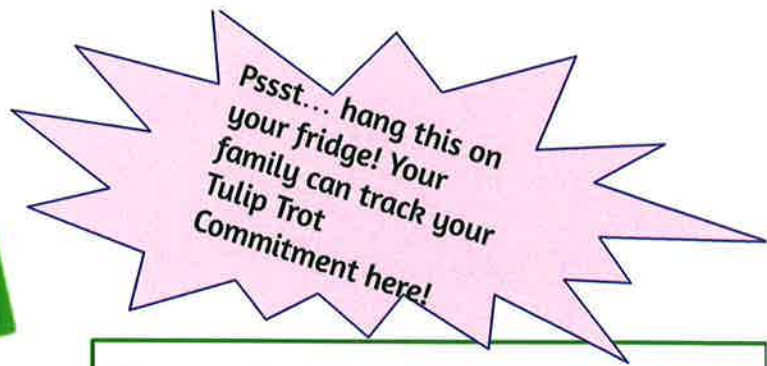 Pssst... hang this on
your fridge! Your
family can track your
Tulip Trot
Commitment here!